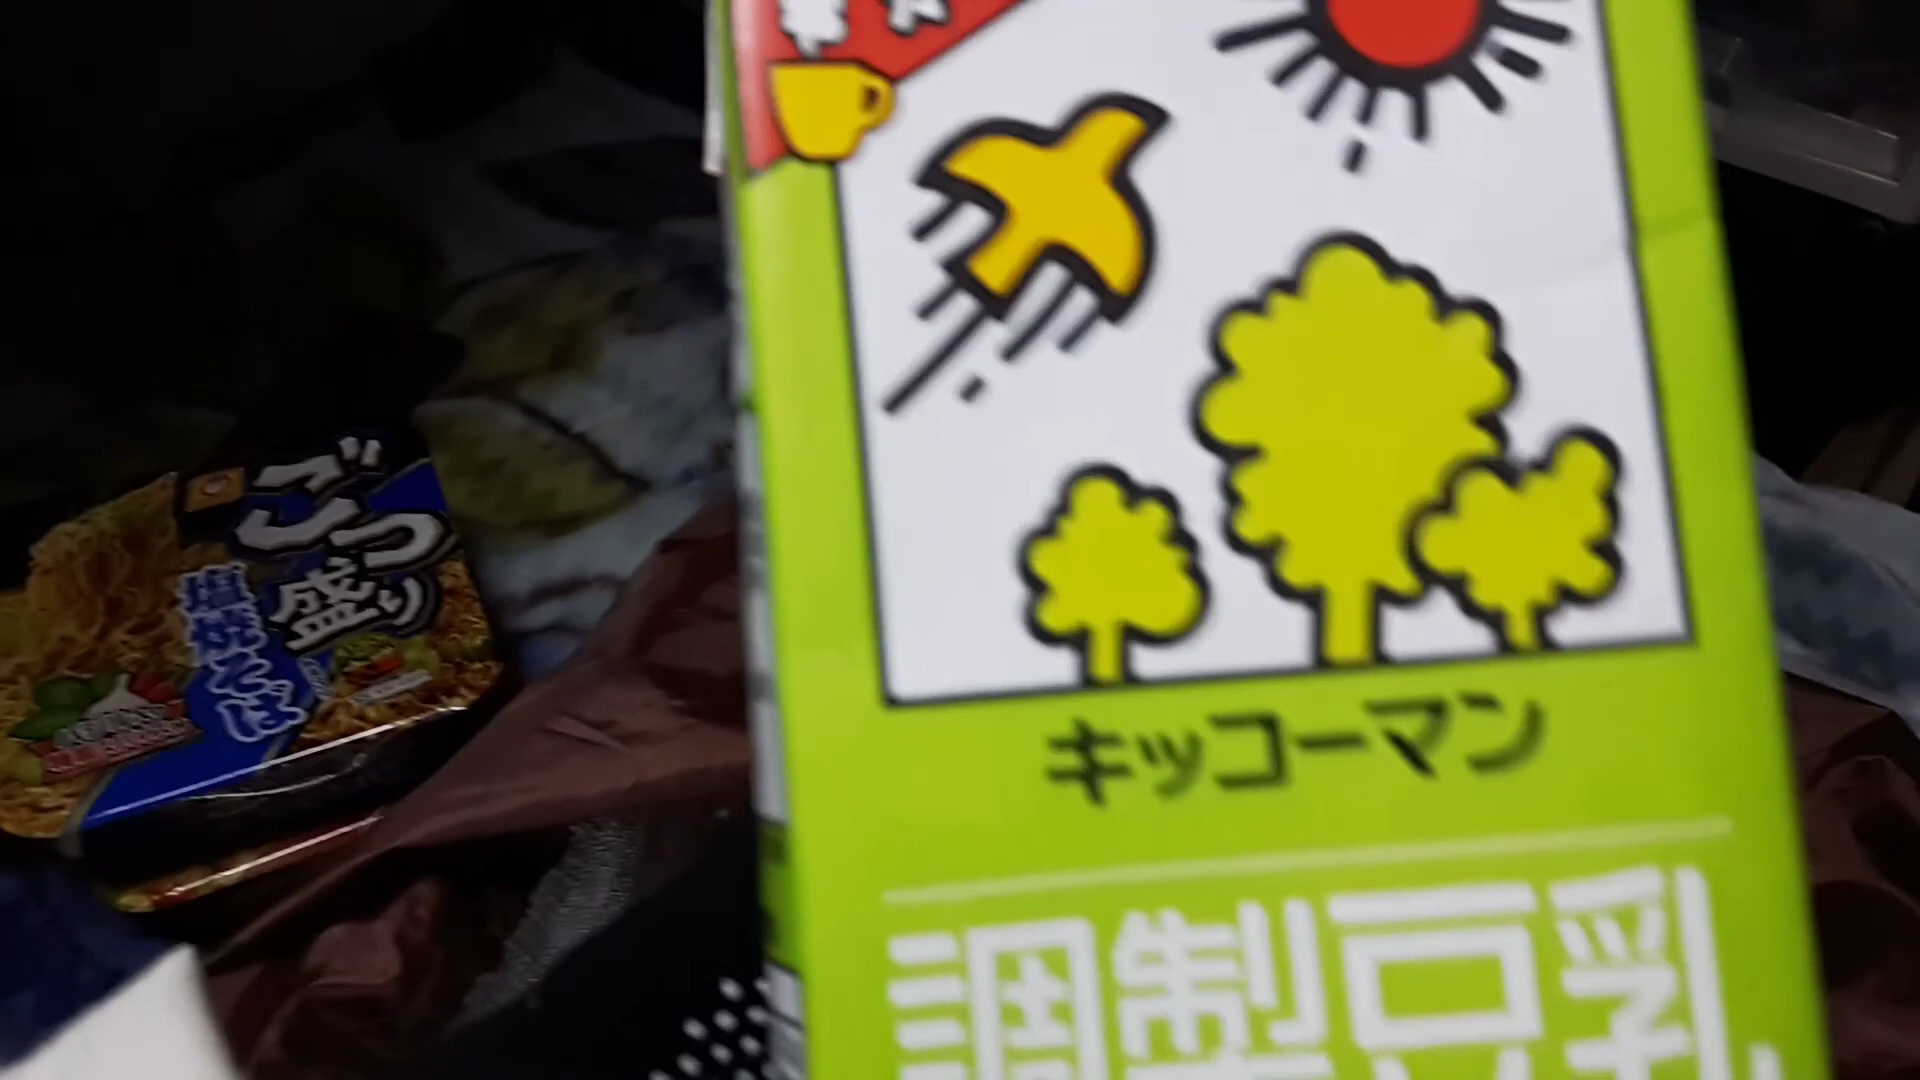 キッコーマン
調製豆乳
ごつ
盛り
塩焼そば